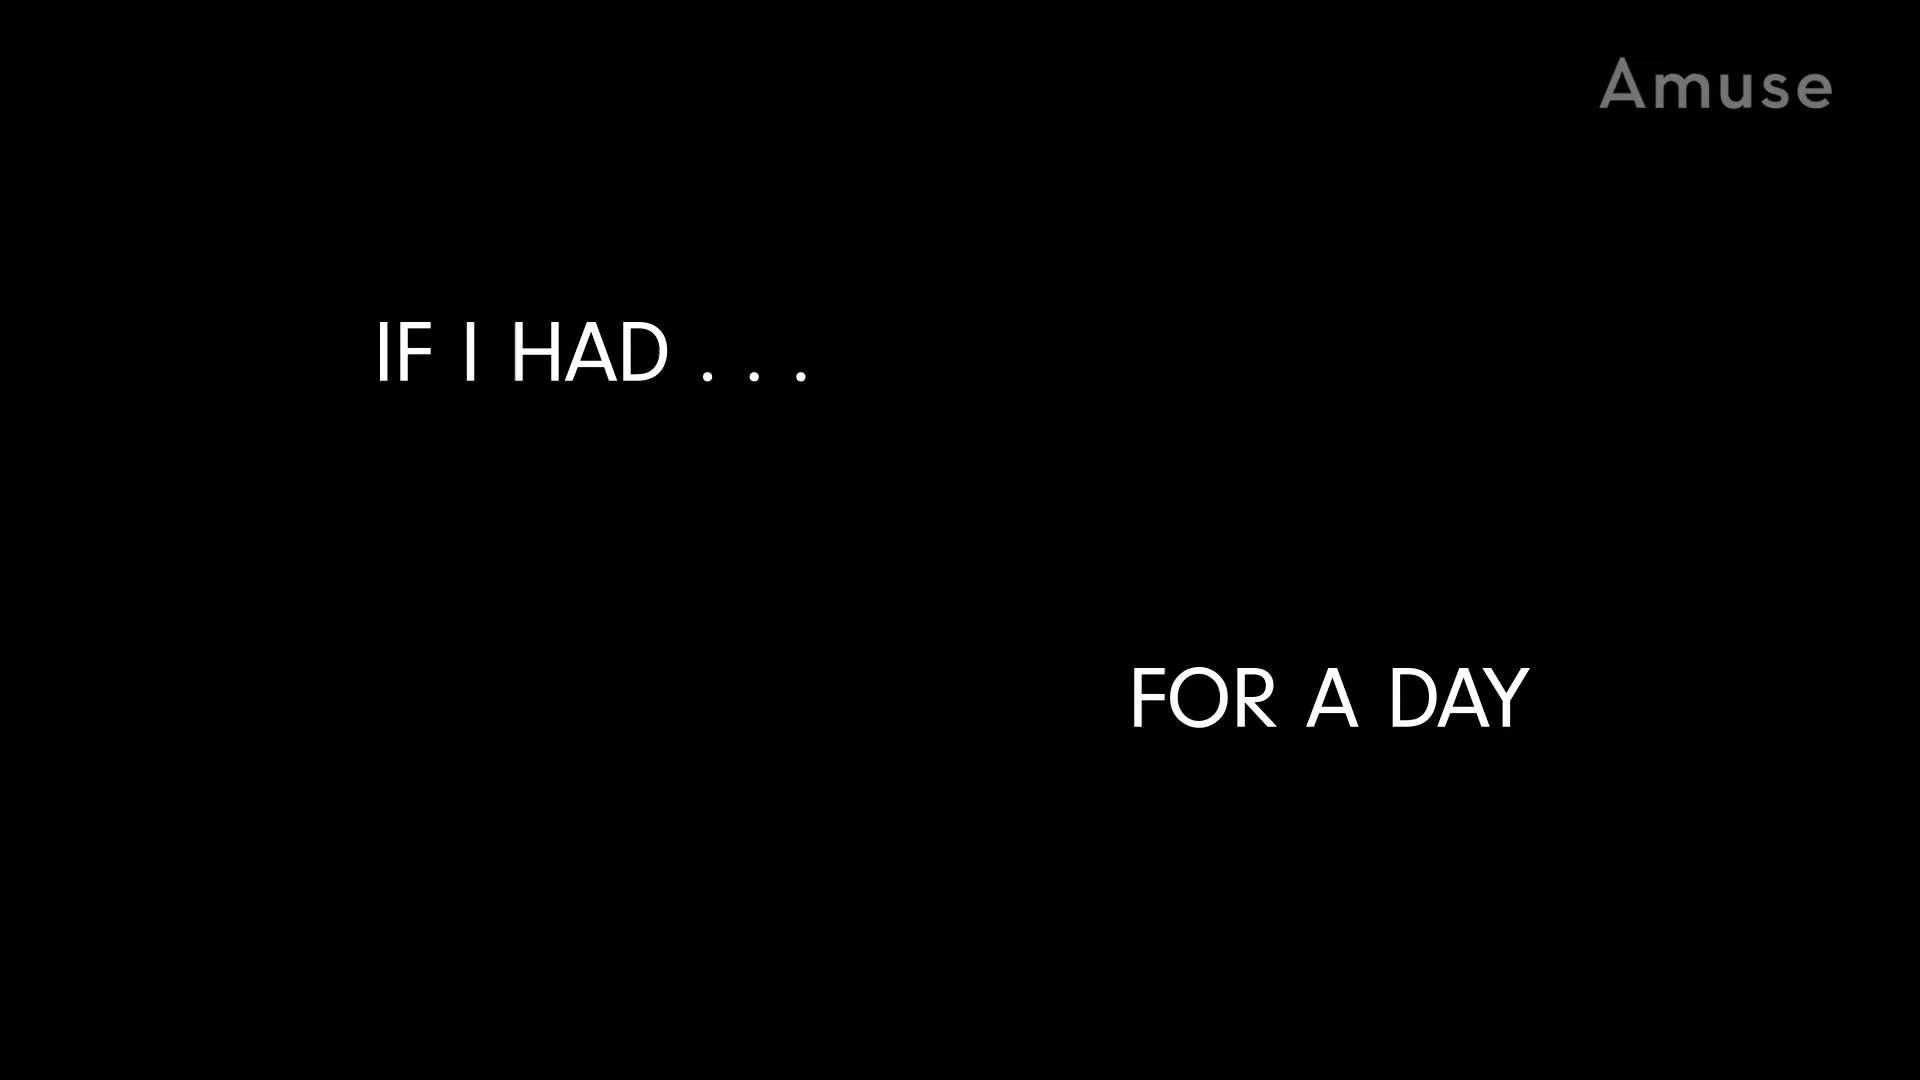 Amuse
IF I HAD . . .
FOR A DAY